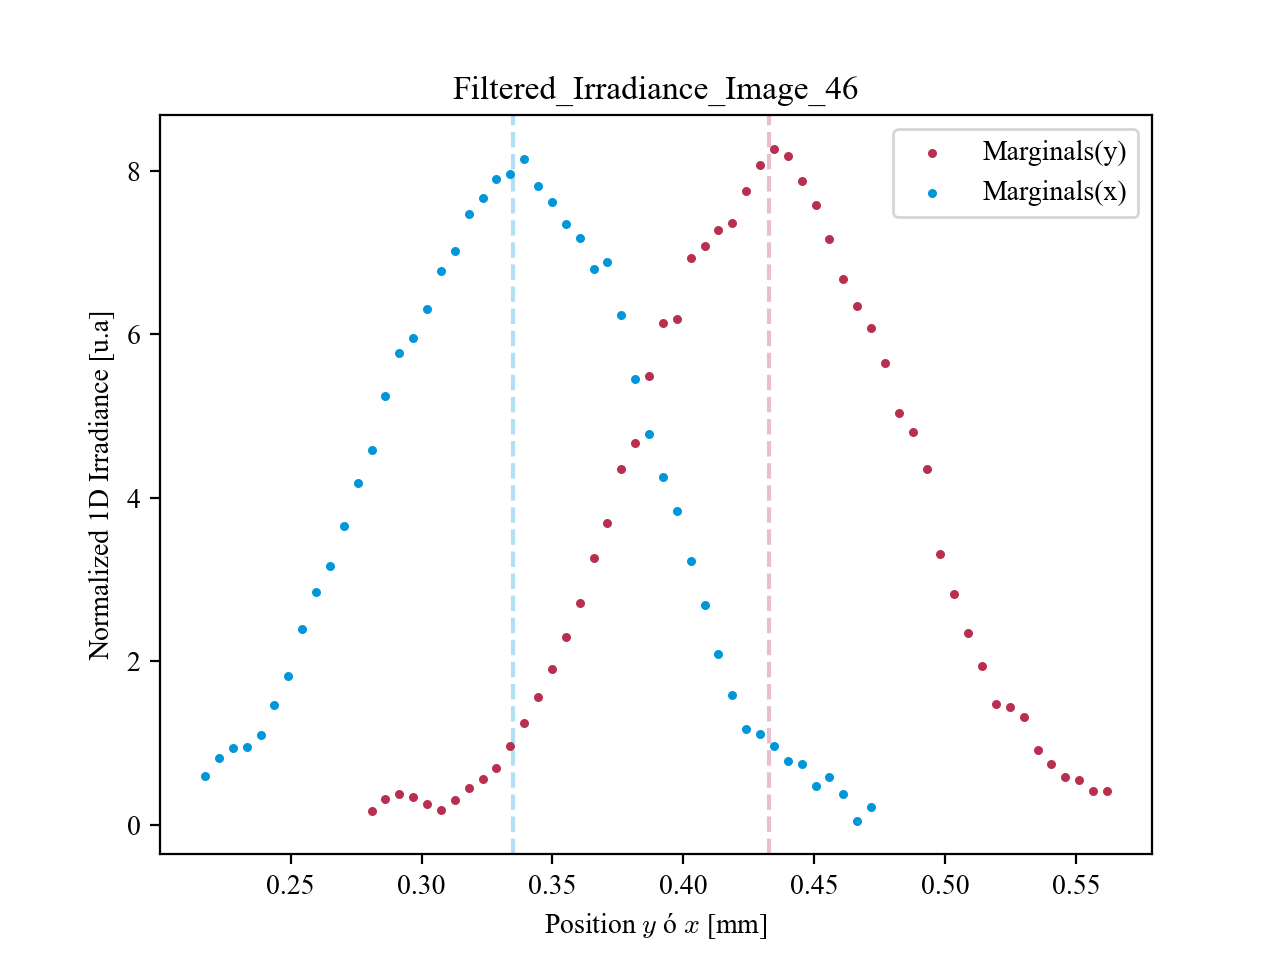 Filtered_Irradiance_Image_46
Marginals(y)
Marginals(x)
Normalized 1D Irradiance [u.a]
8
6
4
2
0
0.25 0.30 0.35 0.40 0.45 0.50 0.55
Position y ó x [mm]